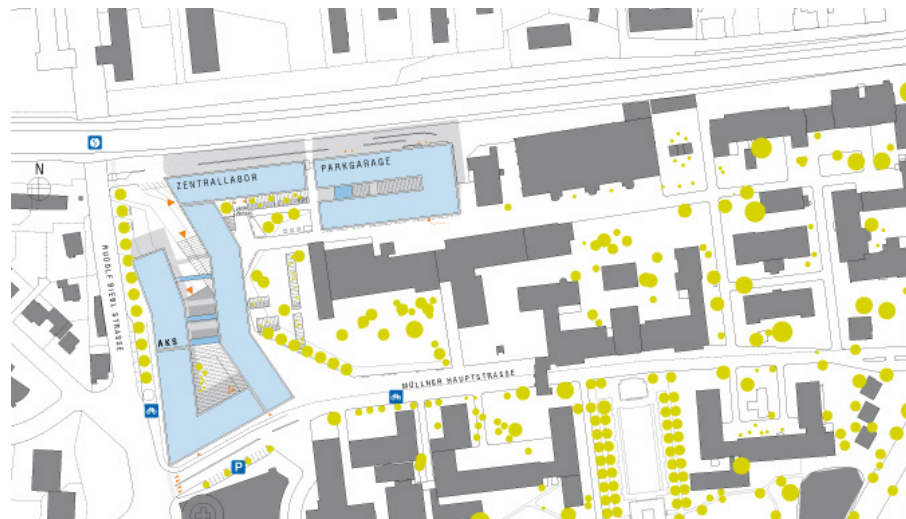 PARKGARAGE
ZENTRALLABOR
N
RUDOLF BIEBL STRASSE
AKS
MÜLLNER HAUPTSTRASSE
P